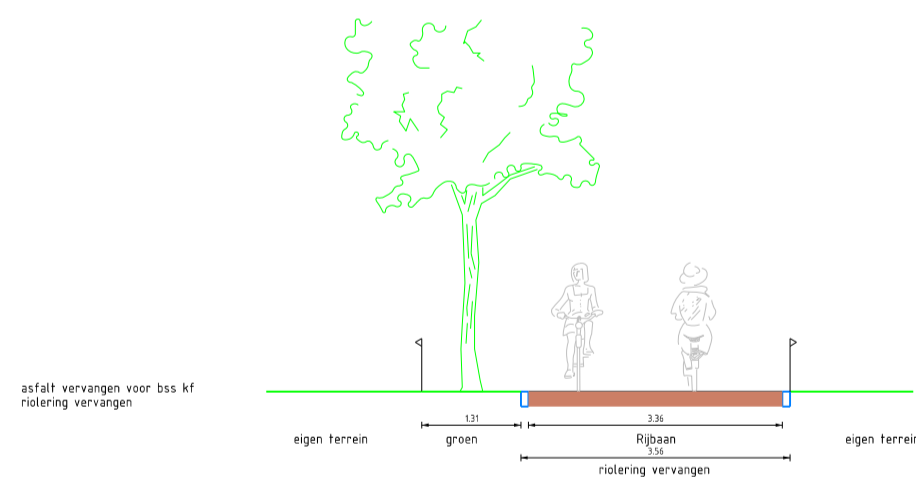 asfalt vervangen voor bss kf
riolering vervangen
1.31
3.36
eigen terrein
groen
Rijbaan
eigen terrein
3.56
riolering vervangen